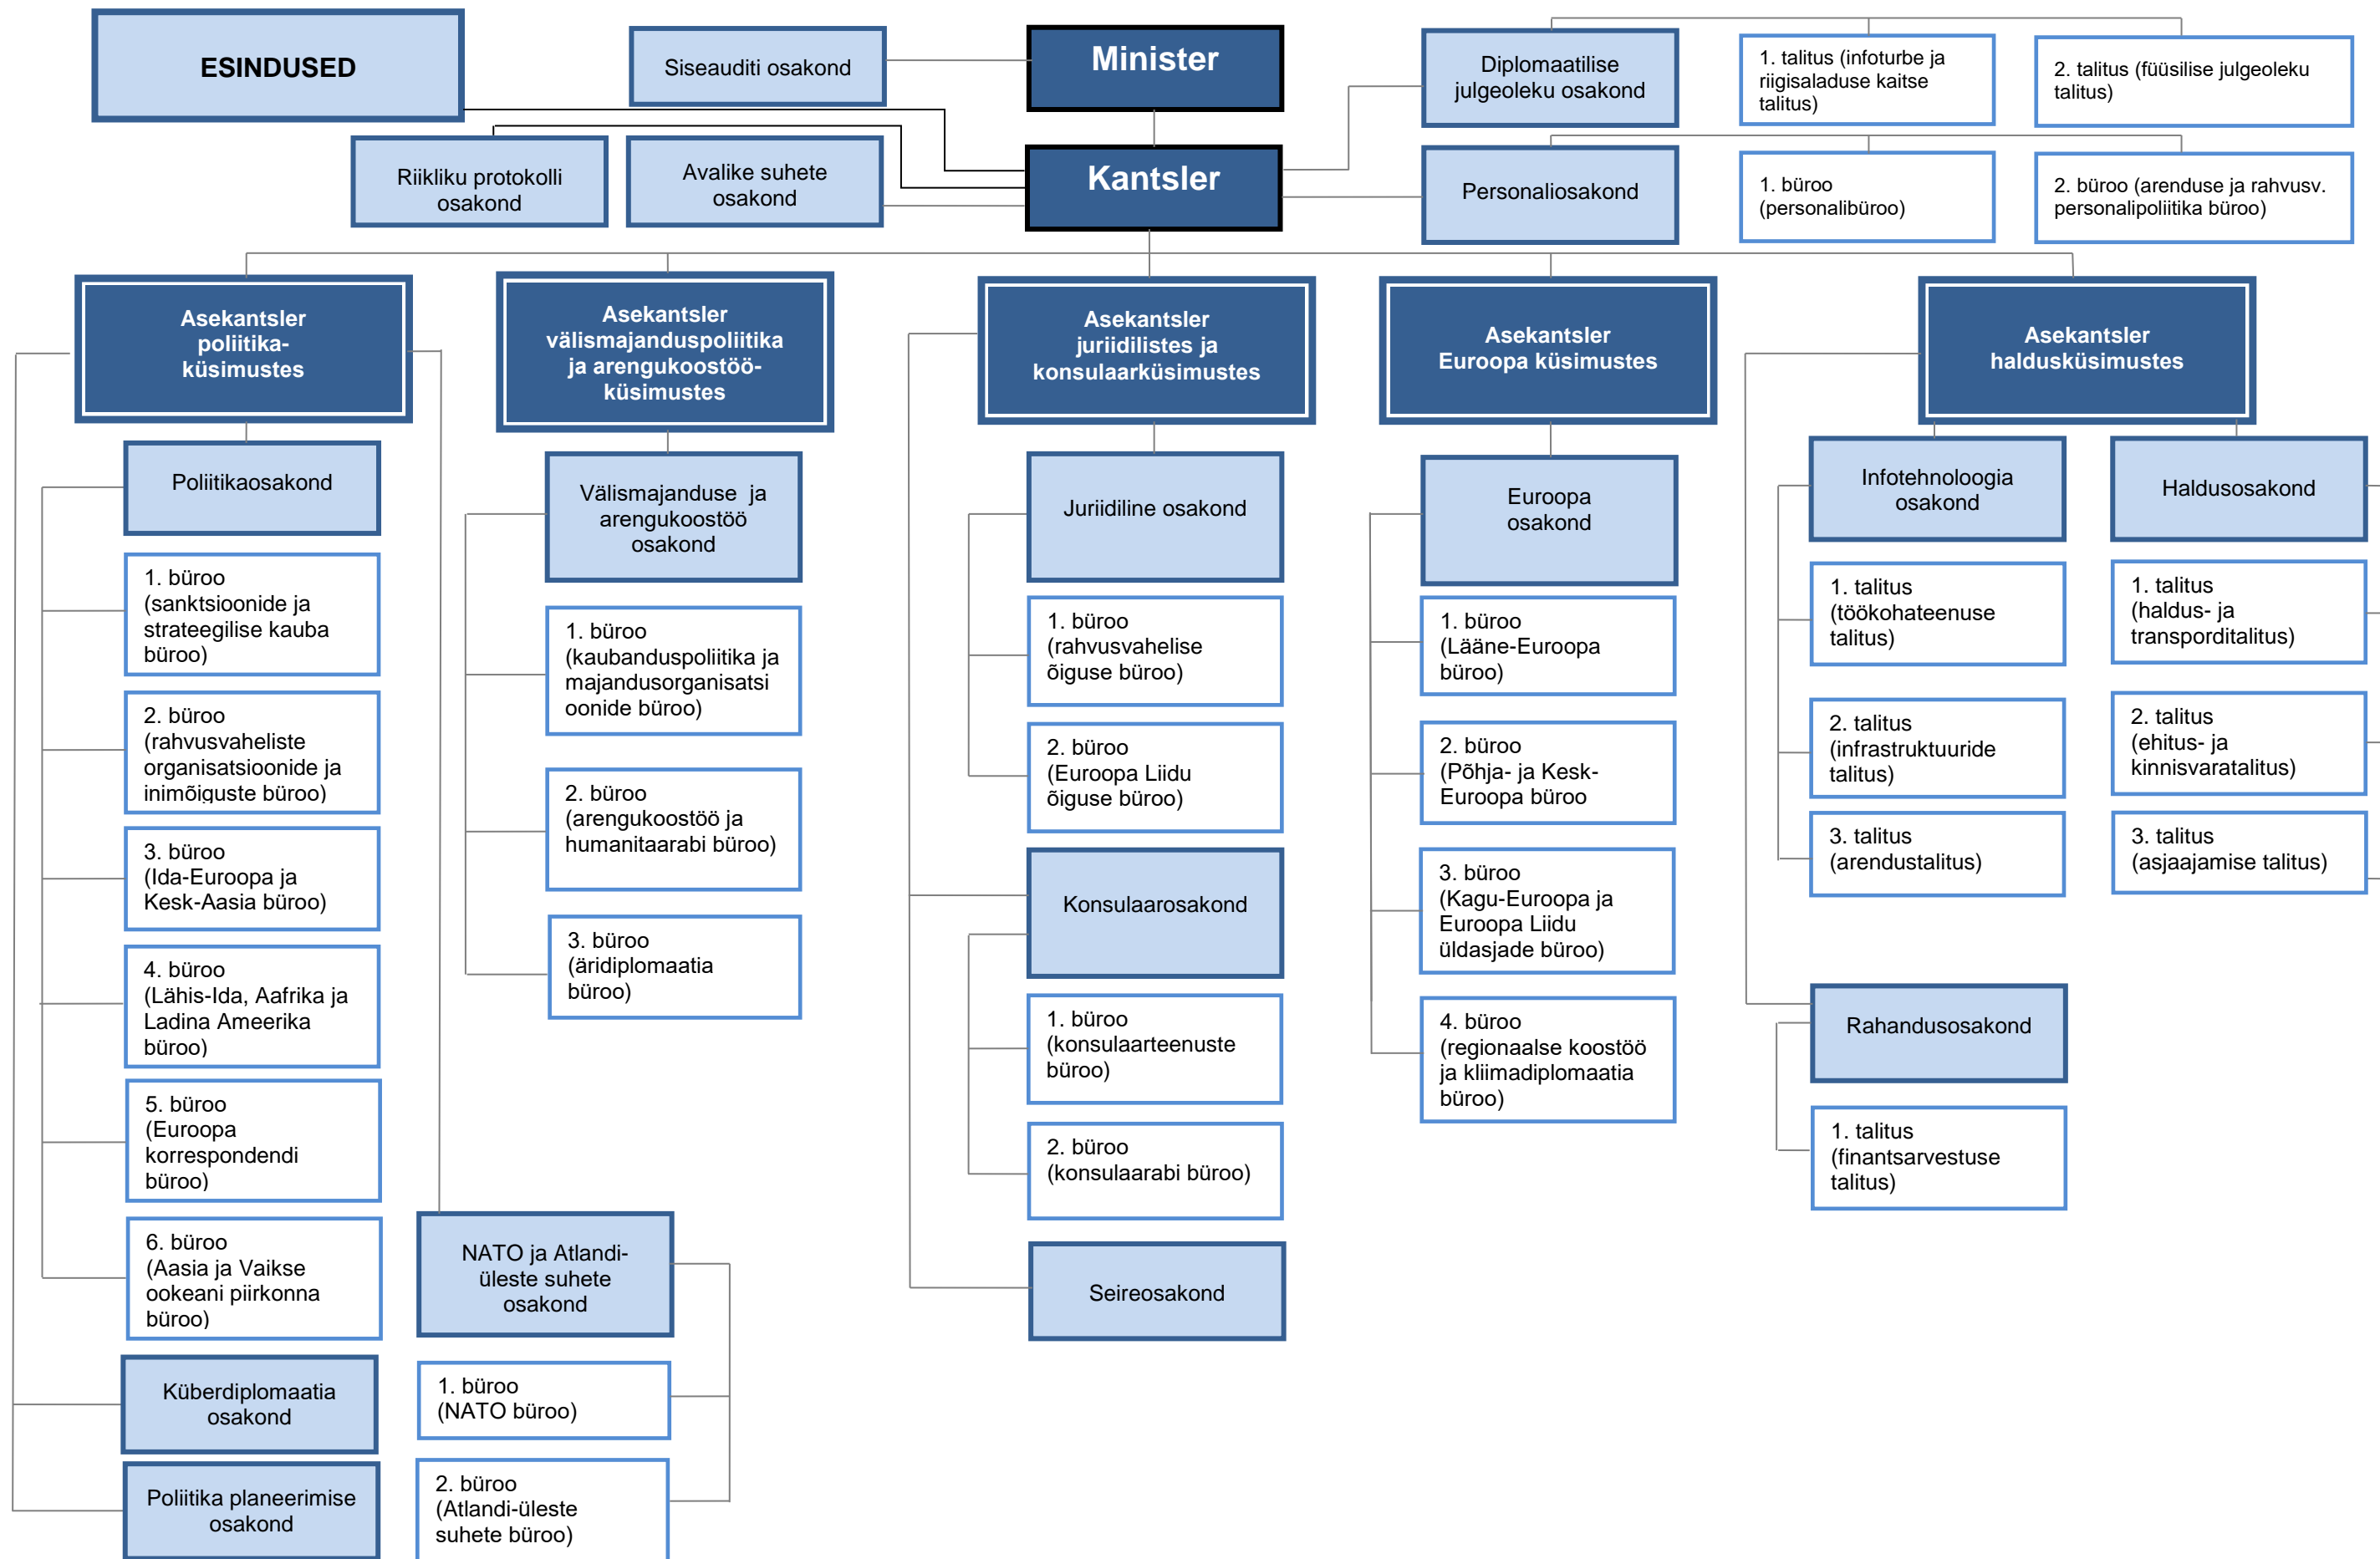 ESINDUSED
Siseauditi osakond
Minister
Diplomaatilise
julgeoleku osakond
1. talitus (infoturbe ja
riigisaladuse kaitse
talitus)
2. talitus (füüsilise julgeoleku
talitus)
Riikliku protokolli
osakond
Avalike suhete
osakond
Kantsler
Personaliosakond
1. büroo
(personalibüroo)
2. büroo (arenduse ja rahvusv.
personalipoliitika büroo)
Asekantsler
poliitika-
küsimustes
Asekantsler
välismajanduspoliitika
ja arengukoostöö-
küsimustes
Asekantsler
juriidilistes ja
konsulaarküsimustes
Asekantsler
Euroopa küsimustes
Asekantsler
haldusküsimustes
Poliitikaosakond
1. büroo
(sanktsioonide ja
strateegilise kauba
büroo)
2. büroo
(rahvusvaheliste
organisatsioonide ja
inimõiguste büroo)
3. büroo
(Ida-Euroopa ja
Kesk-Aasia büroo)
4. büroo
(Lähis-Ida, Aafrika ja
Ladina Ameerika
büroo)
5. büroo
(Euroopa
korrespondendi
büroo)
6. büroo
(Aasia ja Vaikse
ookeani piirkonna
büroo)
Küberdiplomaatia
osakond
Poliitika planeerimise
osakond
NATO ja Atlandi-
üleste suhete
osakond
1. büroo
(NATO büroo)
2. büroo
(Atlandi-üleste
suhete büroo)
Välismajanduse ja
arengukoostöö
osakond
1. büroo
(kaubanduspoliitika ja
majandusorganisatsi
oonide büroo)
2. büroo
(arengukoostöö ja
humanitaarabi büroo)
3. büroo
(äridiplomaatia
büroo)
Juriidiline osakond
1. büroo
(rahvusvahelise
õiguse büroo)
2. büroo
(Euroopa Liidu
õiguse büroo)
Konsulaarosakond
1. büroo
(konsulaarteenuste
büroo)
2. büroo
(konsulaarabi büroo)
Seireosakond
Euroopa
osakond
1. büroo
(Lääne-Euroopa
büroo)
2. büroo
(Põhja- ja Kesk-
Euroopa büroo
3. büroo
(Kagu-Euroopa ja
Euroopa Liidu
üldasjade büroo)
4. büroo
(regionaalse koostöö
ja kliimadiplomaatia
büroo)
Infotehnoloogia
osakond
1. talitus
(töökohateenuse
talitus)
2. talitus
(infrastruktuuride
talitus)
3. talitus
(arendustalitus)
Haldusosakond
1. talitus
(haldus- ja
transporditalitus)
2. talitus
(ehitus- ja
kinnisvaratalitus)
3. talitus
(asjaajamise talitus)
Rahandusosakond
1. talitus
(finantsarvestuse
talitus)